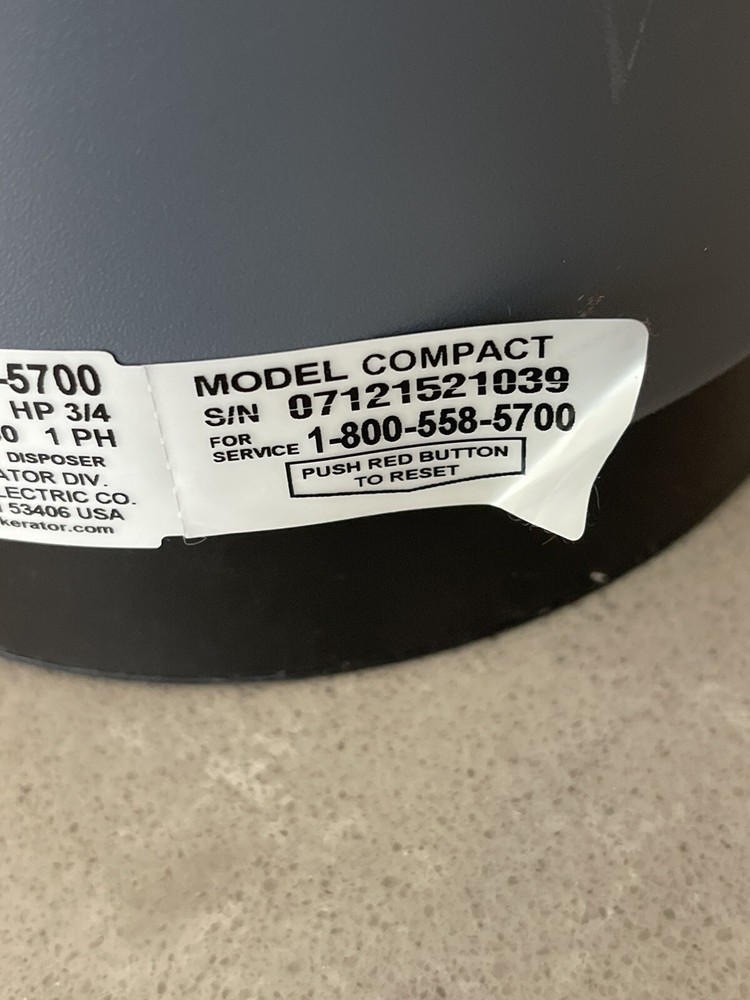 -5700
HP 3/4
60 1 PH
DISPOSER
ATOR DIV.
LECTRIC CO.
53406 USA
kerator.com
MODEL COMPACT
S/N 07121521039
FOR SERVICE 1-800-558-5700
PUSH RED BUTTON
TO RESET